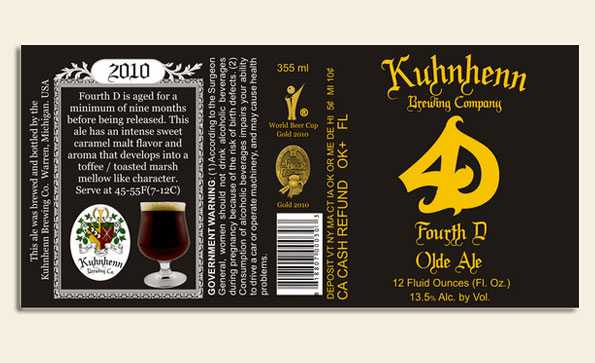 This ale was brewed and bottled by the
Kuhnhenn Brewing Co. Warren, Michigan. USA
2010
Fourth D is aged for a
minimum of nine months
before being released. This
ale has an intense sweet
caramel malt flavor and
aroma that develops into a
toffee / toasted marsh
mellow like character.
Serve at 45-55F(7-12C)
Kuhnhenn
Brewing Co.
GOVERNMENT WARNING: (1) According to the Surgeon
General, women should not drink alcoholic beverages
during pregnancy because of the risk of birth defects. (2)
Consumption of alcoholic beverages impairs your ability
to drive a car or operate machinery, and may cause health
problems.
355 ml
World Beer Cup
Gold 2010
Gold 2010
DEPOSIT VT NY MA CT IA OK OR ME DE HI 5¢ MI 10¢
CA CASH REFUND OK+ FL
Kuhnhenn
Brewing Company
4D
Fourth D
Olde Ale
12 Fluid Ounces (Fl. Oz.)
13.5% Alc. by Vol.